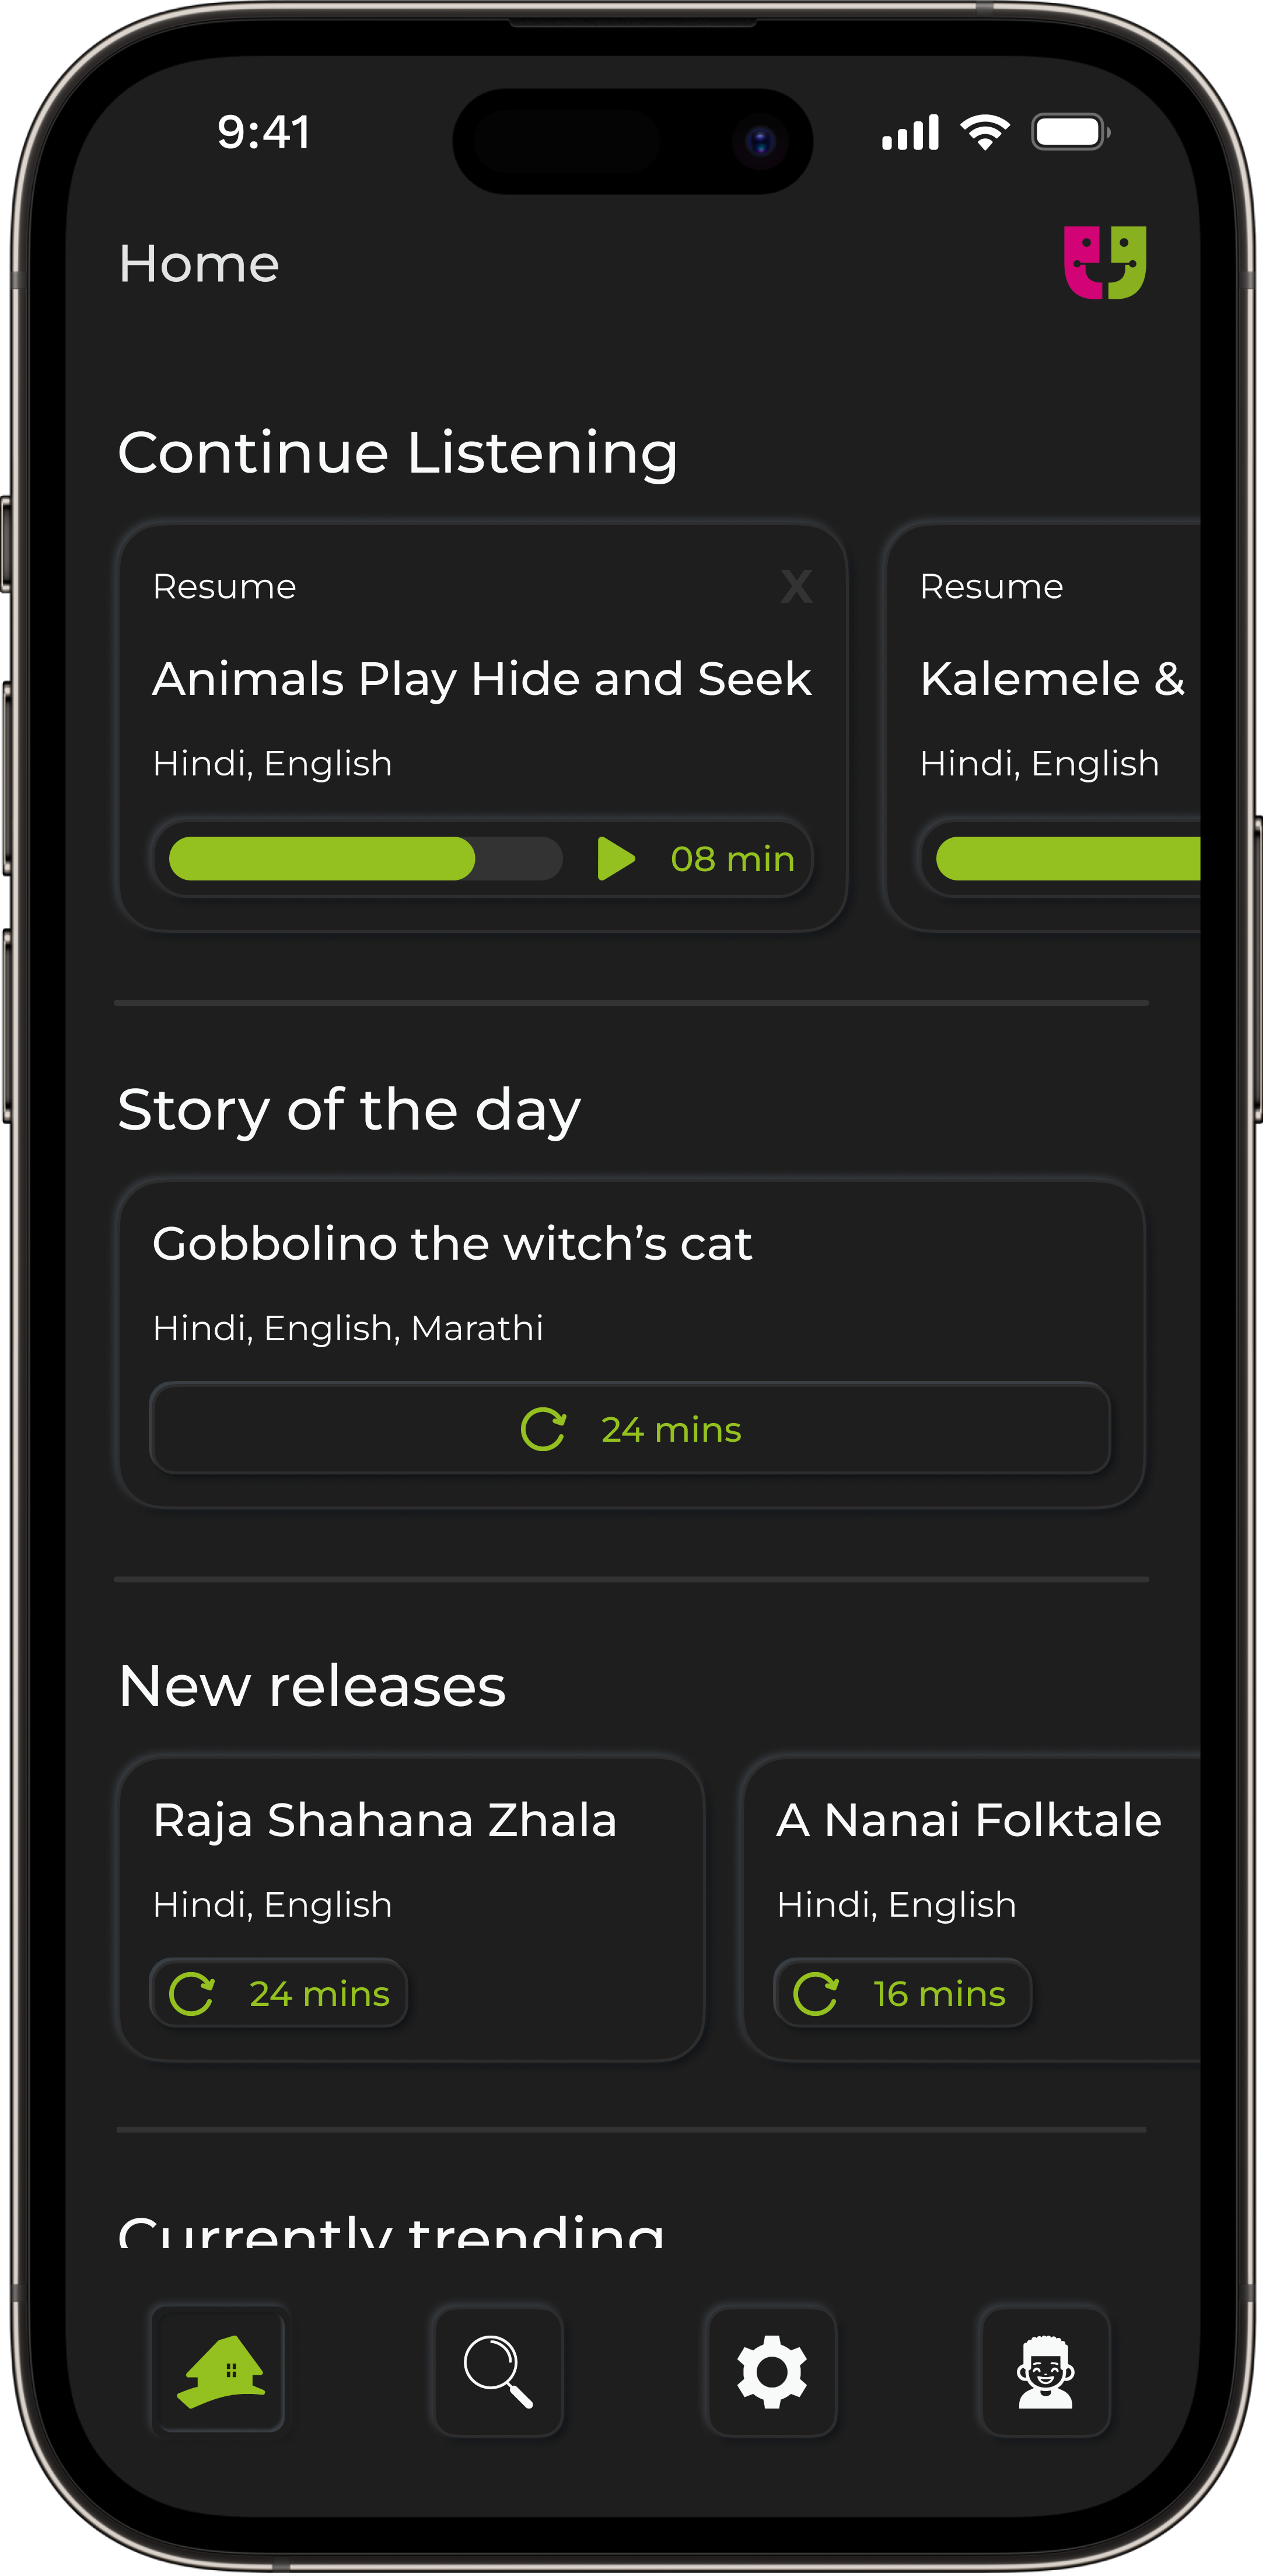 9:41
Home
Continue Listening
Resume X
Animals Play Hide and Seek
Hindi, English
08 min
Resume
Kalemele &
Hindi, English
Story of the day
Gobbolino the witch’s cat
Hindi, English, Marathi
24 mins
New releases
Raja Shahana Zhala
Hindi, English
24 mins
A Nanai Folktale
Hindi, English
16 mins
Currently trending